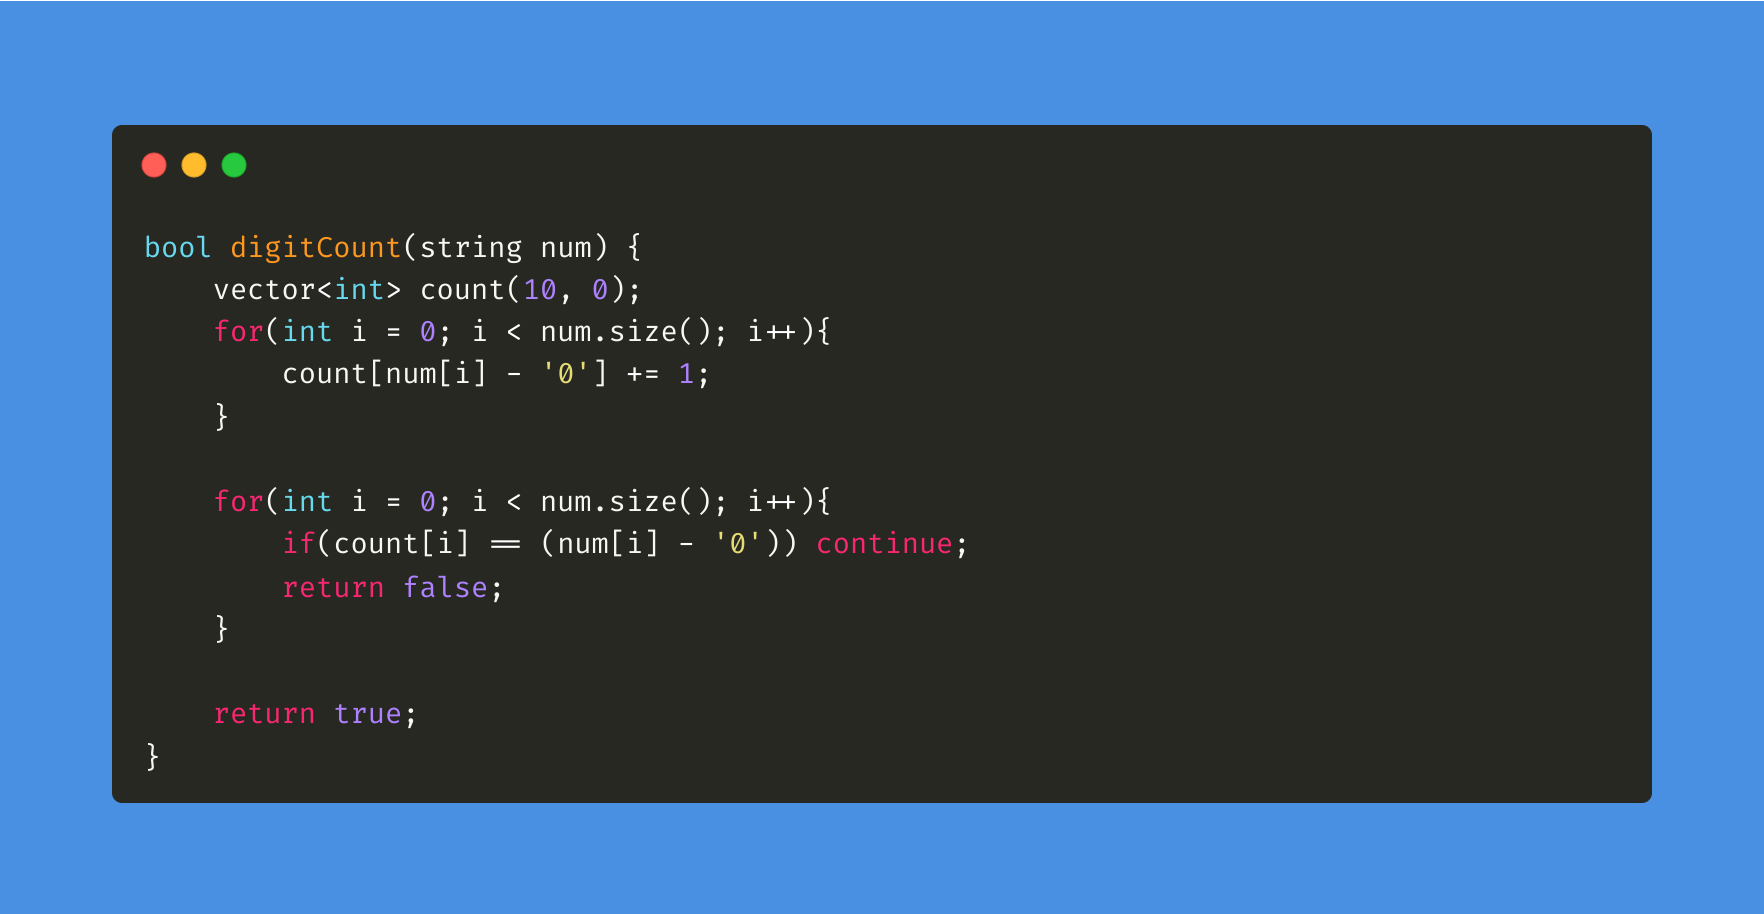 bool digitCount(string num) {
    vector<int> count(10, 0);
    for(int i = 0; i < num.size(); i++){
        count[num[i] - '0'] += 1;
    }
    for(int i = 0; i < num.size(); i++){
        if(count[i] == (num[i] - '0')) continue;
        return false;
    }
    return true;
}